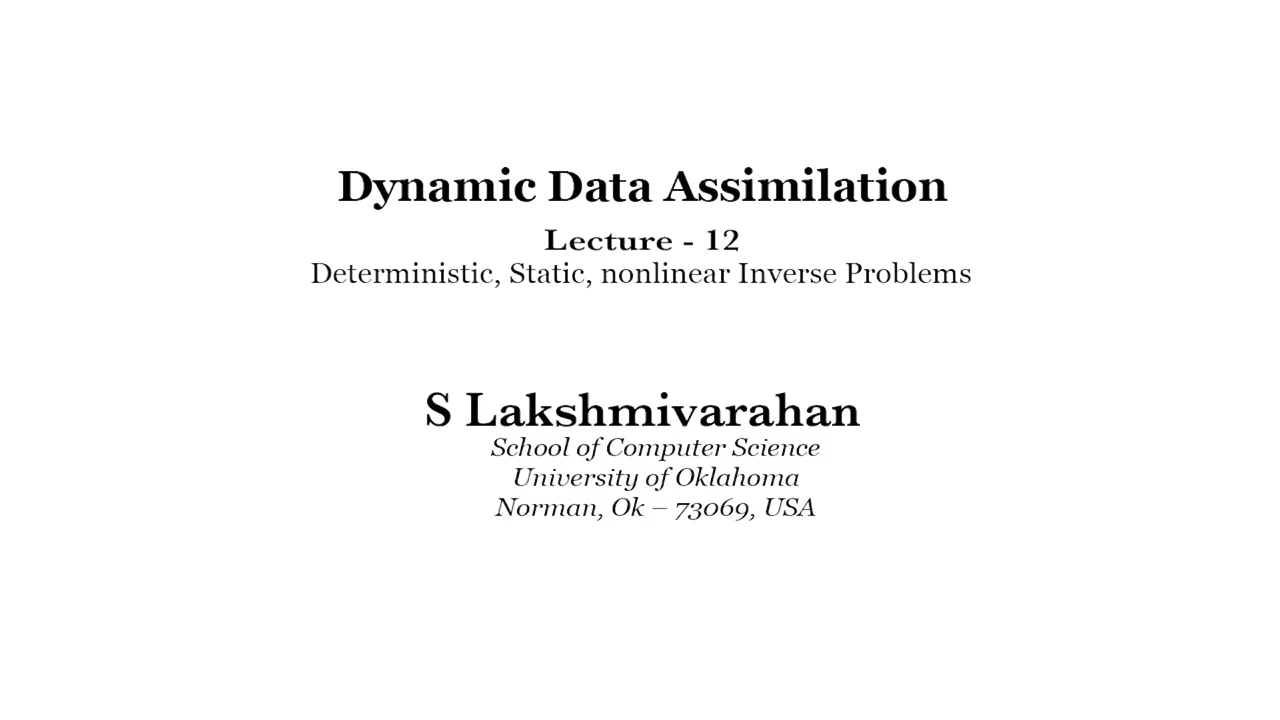 Dynamic Data Assimilation
Lecture - 12
Deterministic, Static, nonlinear Inverse Problems
S Lakshmivarahan
School of Computer Science
University of Oklahoma
Norman, Ok – 73069, USA